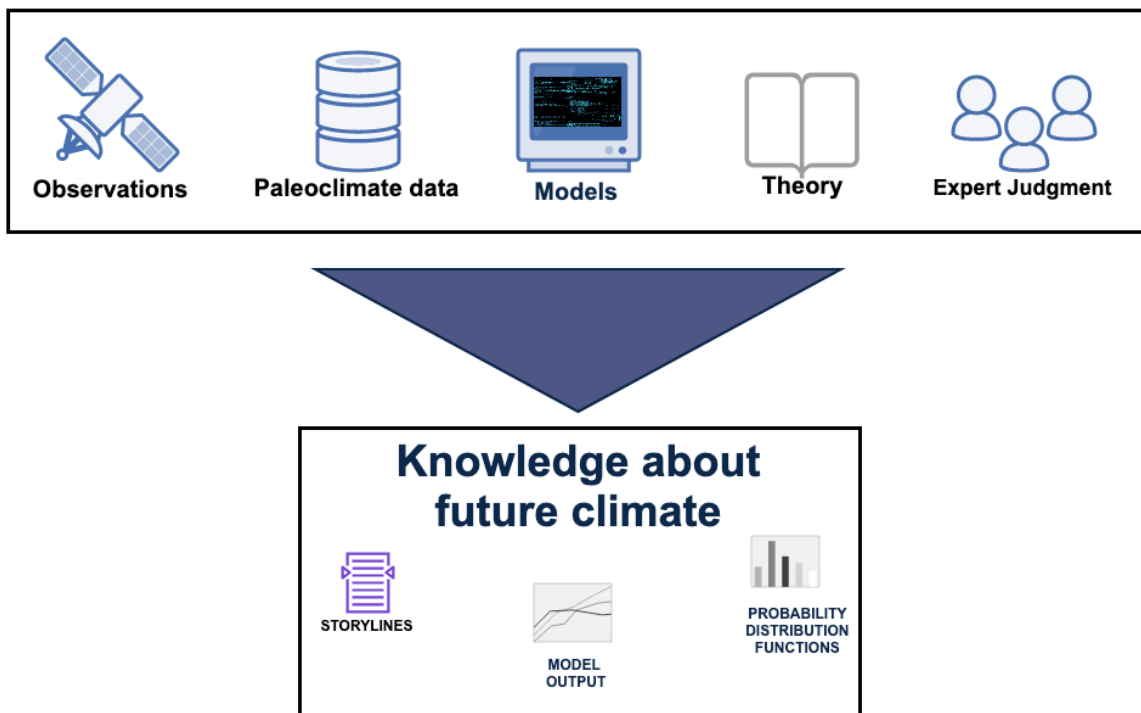 Observations
Paleoclimate data
Models
Theory
Expert Judgment
Knowledge about
future climate
STORYLINES
MODEL
OUTPUT
PROBABILITY
DISTRIBUTION
FUNCTIONS